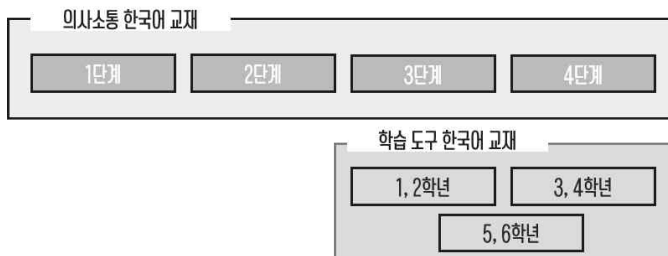 의사소통 한국어 교재
1단계 2단계 3단계 4단계
학습 도구 한국어 교재
1, 2학년 3, 4학년
5, 6학년